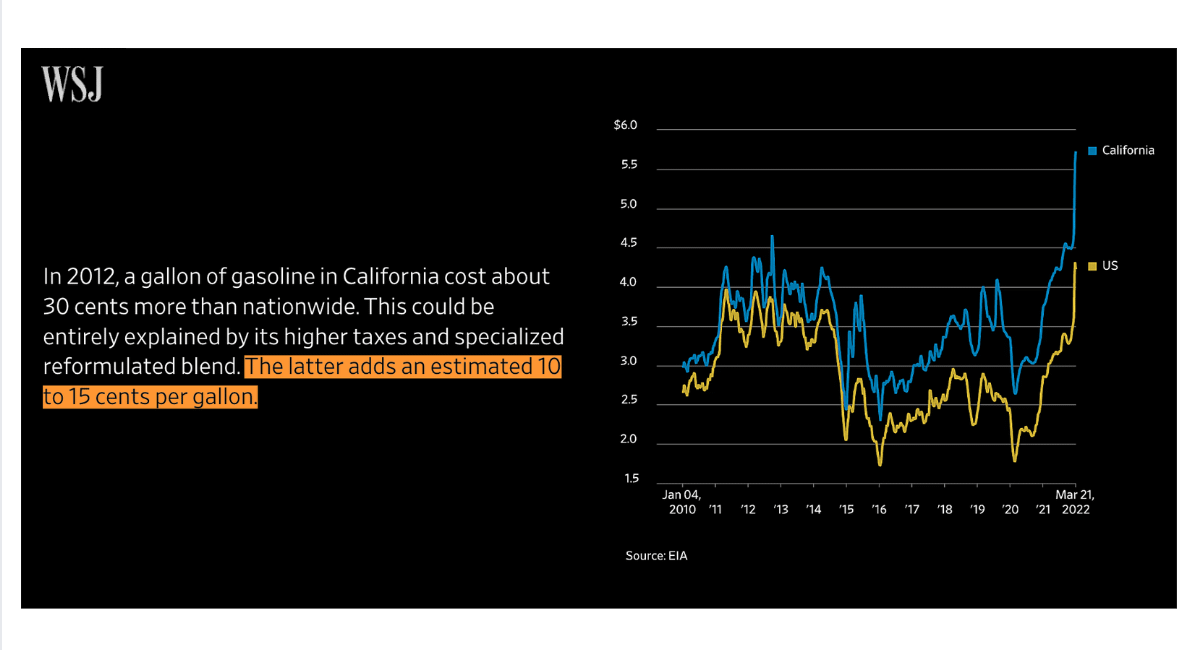 WSJ
In 2012, a gallon of gasoline in California cost about
30 cents more than nationwide. This could be
entirely explained by its higher taxes and specialized
reformulated blend. The latter adds an estimated 10
to 15 cents per gallon.
$6.0
5.5
5.0
4.5
4.0
3.5
3.0
2.5
2.0
1.5
California
US
Jan 04, Mar 21,
2010 '11 '12 '13 '14 '15 '16 '17 '18 '19 '20 '21 2022
Source: EIA